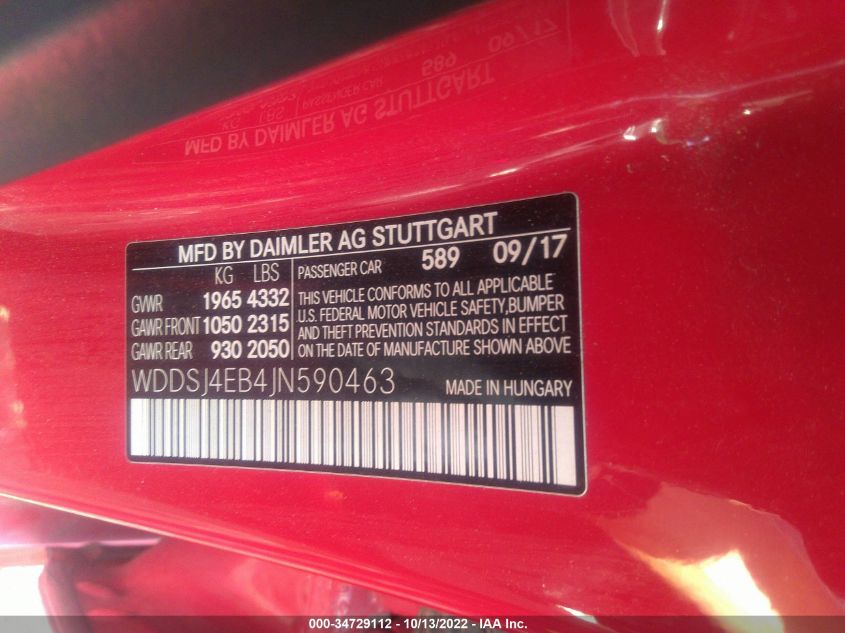 MFD BY DAIMLER AG STUTTGART
KG LBS PASSENGER CAR 589 09/17
GVWR 1965 4332
GAWR FRONT 1050 2315
GAWR REAR 930 2050
THIS VEHICLE CONFORMS TO ALL APPLICABLE
U.S. FEDERAL MOTOR VEHICLE SAFETY, BUMPER
AND THEFT PREVENTION STANDARDS IN EFFECT
ON THE DATE OF MANUFACTURE SHOWN ABOVE
WDDSJ4EB4JN590463 MADE IN HUNGARY
000-34729112 - 10/13/2022 - IAA Inc.